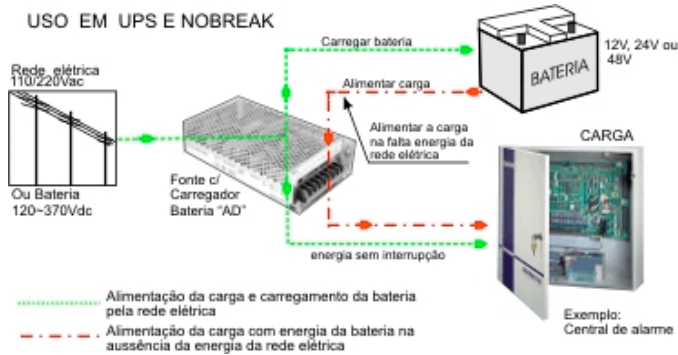 USO EM UPS E NOBREAK
Carregar bateria
12V, 24V ou
48V
BATERIA
Rede elétrica
110/220Vac
Alimentar carga
Alimentar a carga
na falta energia da
rede elétrica
CARGA
Fonte c/
Carregador
Bateria "AD"
Ou Bateria
120~370Vdc
energia sem interrupção
Exemplo:
Central de alarme
Alimentação da carga e carregamento da bateria
pela rede elétrica
Alimentação da carga com energia da bateria na
aussência da energia da rede elétrica